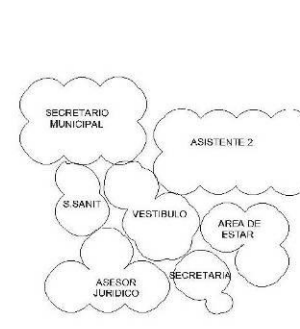 SECRETARIO
MUNICIPAL
ASISTENTE 2
S.SANIT
VESTIBULO
AREA DE
ESTAR
SECRETARIA
ASESOR
JURIDICO